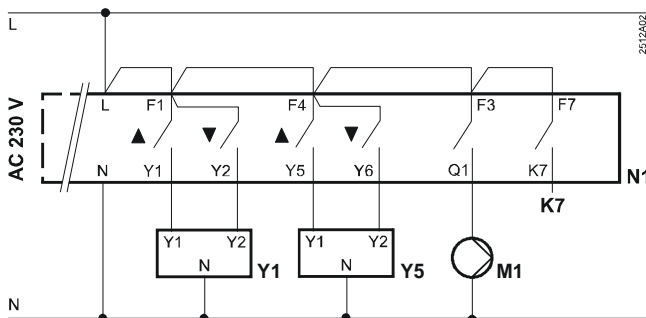 L
2512A02
AC 230 V
L F1 F4 F3 F7
▲ ▼ ▲ ▼
N Y1 Y2 Y5 Y6 Q1 K7
N1
K7
Y1 Y2 Y1 Y2
N Y1 N Y5 M1
N